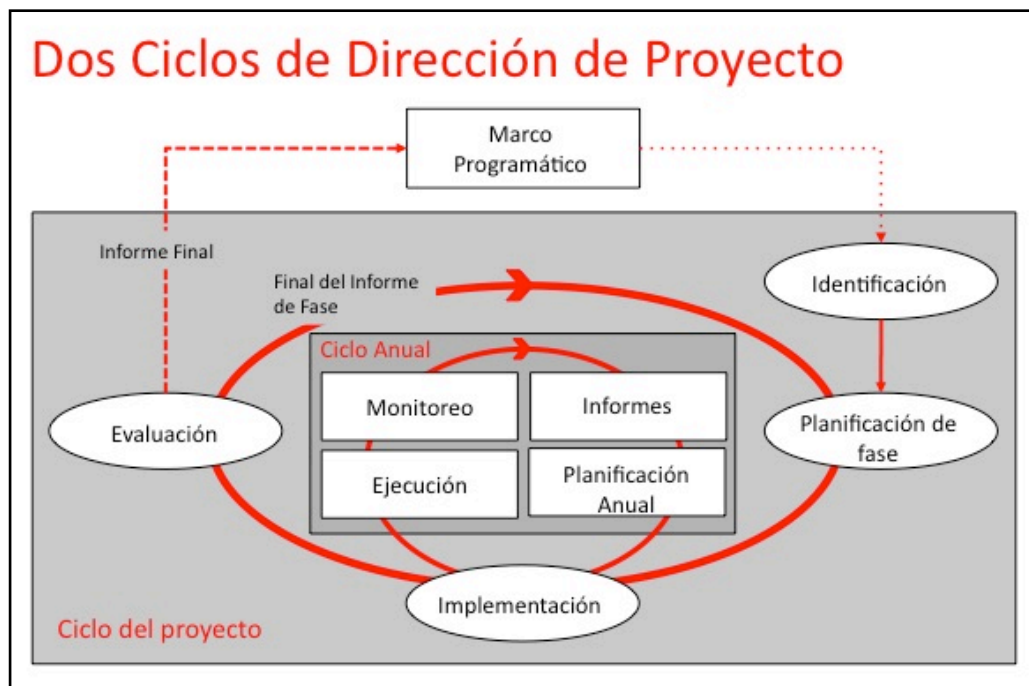 Dos Ciclos de Dirección de Proyecto
Marco
Programático
Informe Final
Identificación
Final del Informe
de Fase
Ciclo Anual
Monitoreo
Informes
Evaluación
Planificación de
fase
Ejecución
Planificación
Anual
Implementación
Ciclo del proyecto